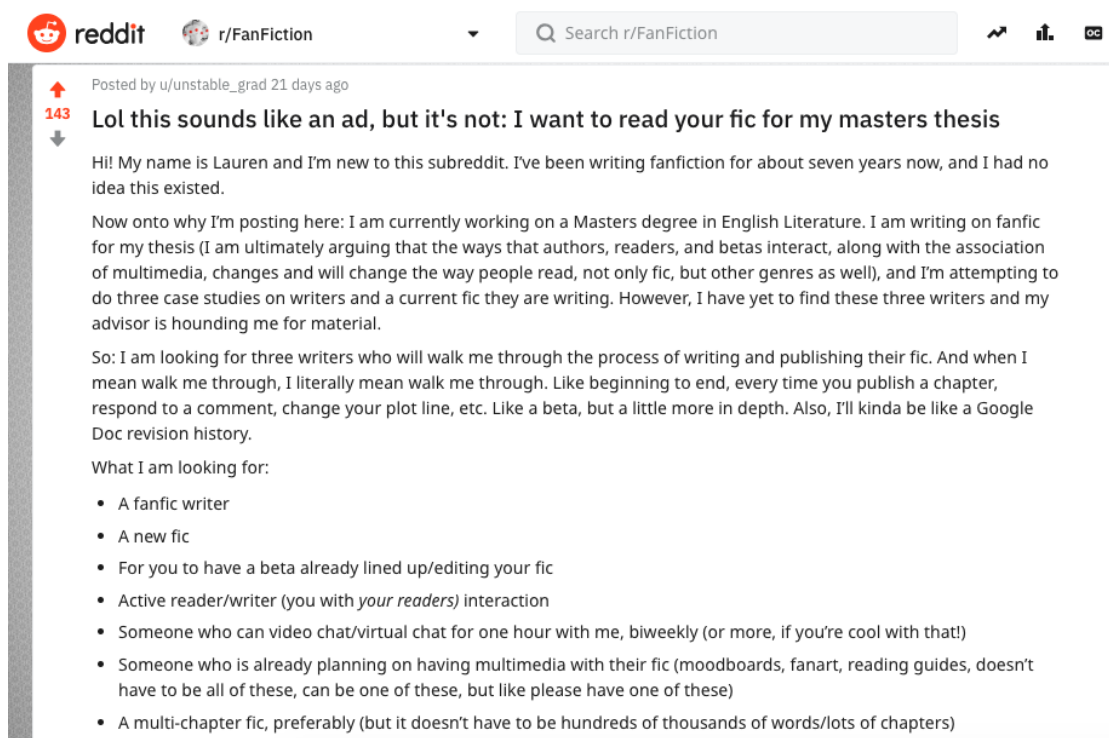 reddit r/FanFiction Search r/FanFiction OC
Posted by u/unstable_grad 21 days ago
143
Lol this sounds like an ad, but it's not: I want to read your fic for my masters thesis
Hi! My name is Lauren and I'm new to this subreddit. I've been writing fanfiction for about seven years now, and I had no
idea this existed.
Now onto why I'm posting here: I am currently working on a Masters degree in English Literature. I am writing on fanfic
for my thesis (I am ultimately arguing that the ways that authors, readers, and betas interact, along with the association
of multimedia, changes and will change the way people read, not only fic, but other genres as well), and I'm attempting to
do three case studies on writers and a current fic they are writing. However, I have yet to find these three writers and my
advisor is hounding me for material.
So: I am looking for three writers who will walk me through the process of writing and publishing their fic. And when I
mean walk me through, I literally mean walk me through. Like beginning to end, every time you publish a chapter,
respond to a comment, change your plot line, etc. Like a beta, but a little more in depth. Also, I'll kinda be like a Google
Doc revision history.
What I am looking for:
• A fanfic writer
• A new fic
• For you to have a beta already lined up/editing your fic
• Active reader/writer (you with your readers) interaction
• Someone who can video chat/virtual chat for one hour with me, biweekly (or more, if you're cool with that!)
• Someone who is already planning on having multimedia with their fic (moodboards, fanart, reading guides, doesn't
have to be all of these, can be one of these, but like please have one of these)
• A multi-chapter fic, preferably (but it doesn't have to be hundreds of thousands of words/lots of chapters)